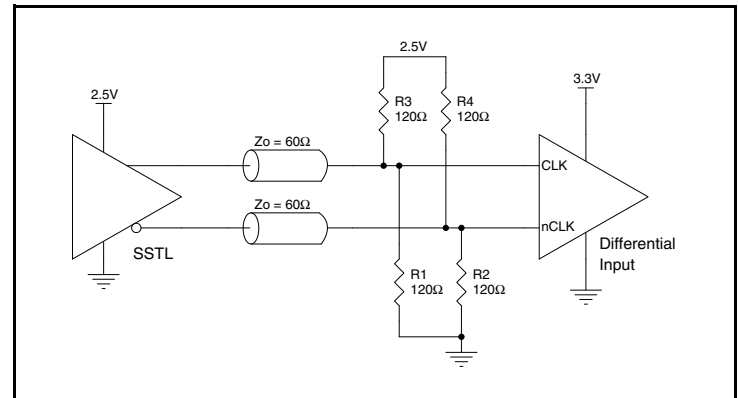 2.5V
2.5V
3.3V
R3
120Ω
R4
120Ω
Zo = 60Ω
CLK
Zo = 60Ω
nCLK
SSTL
Differential
Input
R1
120Ω
R2
120Ω